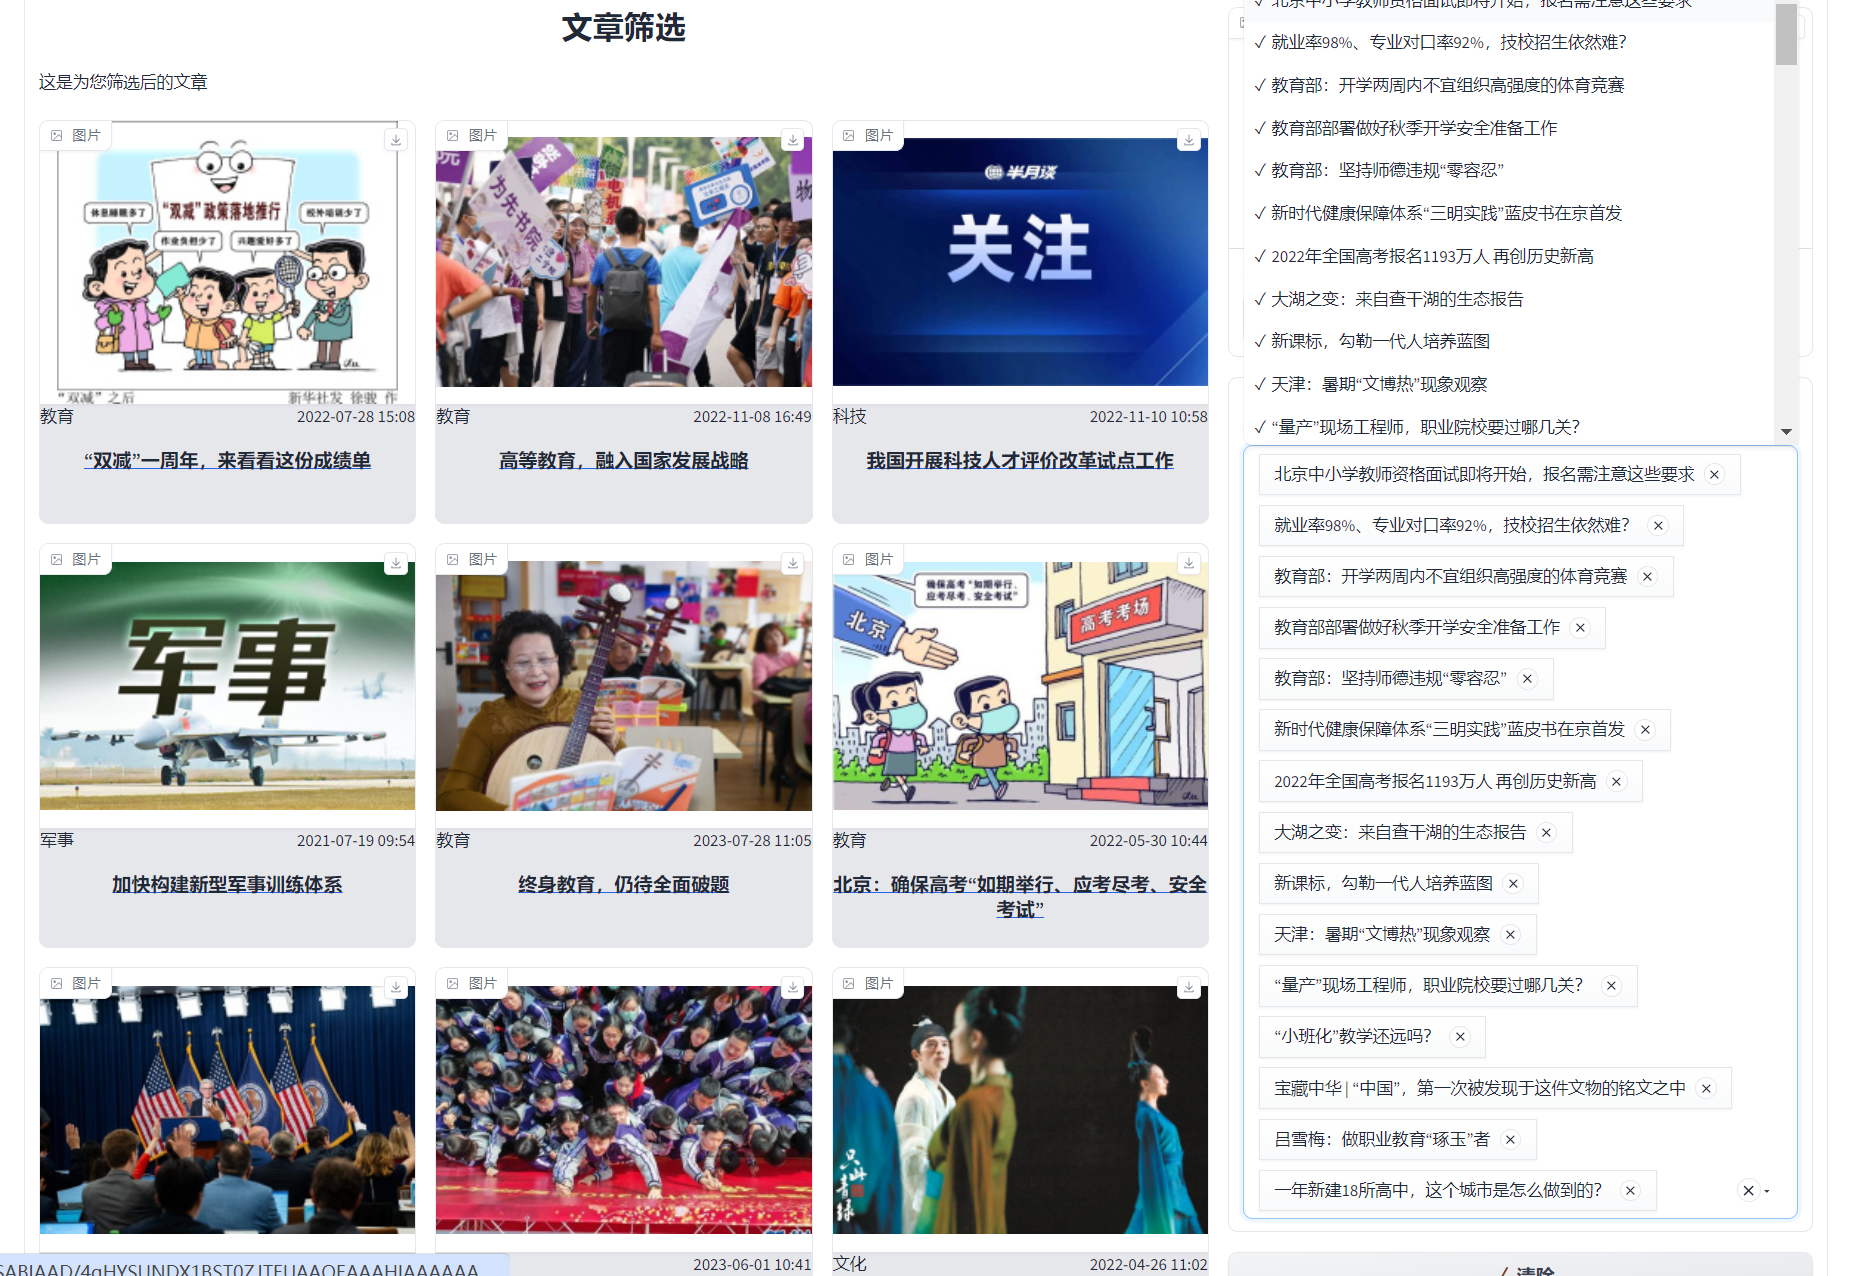 文章筛选
这是为您筛选后的文章
图片
休息睡眠多了
“双减”政策落地推行
校外培训少了
作业负担少了
兴趣爱好多了
“双减”之后
新华社发 徐骏 作
教育
2022-07-28 15:08
“双减”一周年，来看看这份成绩单
图片
为先书院
教育
2022-11-08 16:49
高等教育，融入国家发展战略
图片
半月谈
关注
科技
2022-11-10 10:58
我国开展科技人才评价改革试点工作
图片
军事
军事
2021-07-19 09:54
加快构建新型军事训练体系
图片
教育
2023-07-28 11:05
终身教育，仍待全面破题
图片
确保高考“如期举行、
应考尽考、安全考试”
北京
高考考场
教育
2022-05-30 10:44
北京：确保高考“如期举行、应考尽考、安全
考试”
图片
图片
2023-06-01 10:41
图片
只此青绿
文化
2022-04-26 11:02
✓ 北京中小学教师资格面试即将开始，报名需注意这些要求
✓ 就业率98%、专业对口率92%，技校招生依然难？
✓ 教育部：开学两周内不宜组织高强度的体育竞赛
✓ 教育部部署做好秋季开学安全准备工作
✓ 教育部：坚持师德违规“零容忍”
✓ 新时代健康保障体系“三明实践”蓝皮书在京首发
✓ 2022年全国高考报名1193万人 再创历史新高
✓ 大湖之变：来自查干湖的生态报告
✓ 新课标，勾勒一代人培养蓝图
✓ 天津：暑期“文博热”现象观察
✓ “量产”现场工程师，职业院校要过哪几关？
北京中小学教师资格面试即将开始，报名需注意这些要求
就业率98%、专业对口率92%，技校招生依然难？
教育部：开学两周内不宜组织高强度的体育竞赛
教育部部署做好秋季开学安全准备工作
教育部：坚持师德违规“零容忍”
新时代健康保障体系“三明实践”蓝皮书在京首发
2022年全国高考报名1193万人 再创历史新高
大湖之变：来自查干湖的生态报告
新课标，勾勒一代人培养蓝图
天津：暑期“文博热”现象观察
“量产”现场工程师，职业院校要过哪几关？
“小班化”教学还远吗？
宝藏中华 | “中国”，第一次被发现于这件文物的铭文之中
吕雪梅：做职业教育“琢玉”者
一年新建18所高中，这个城市是怎么做到的？
清除